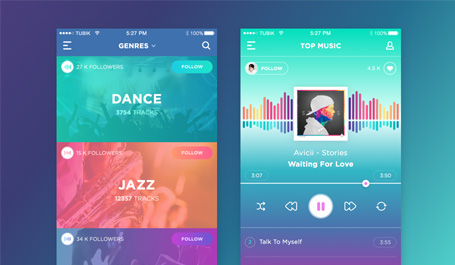 TUBIK 5:27 PM 100%
GENRES
27 K FOLLOWERS FOLLOW
DANCE
3754 TRACKS
15 K FOLLOWERS FOLLOW
JAZZ
12357 TRACKS
34 K FOLLOWERS FOLLOW
TUBIK 5:27 PM 100%
TOP MUSIC
FOLLOW 4.5 K
Avicii - Stories
Waiting For Love
3:07 3:50
2 Talk To Myself 3:55